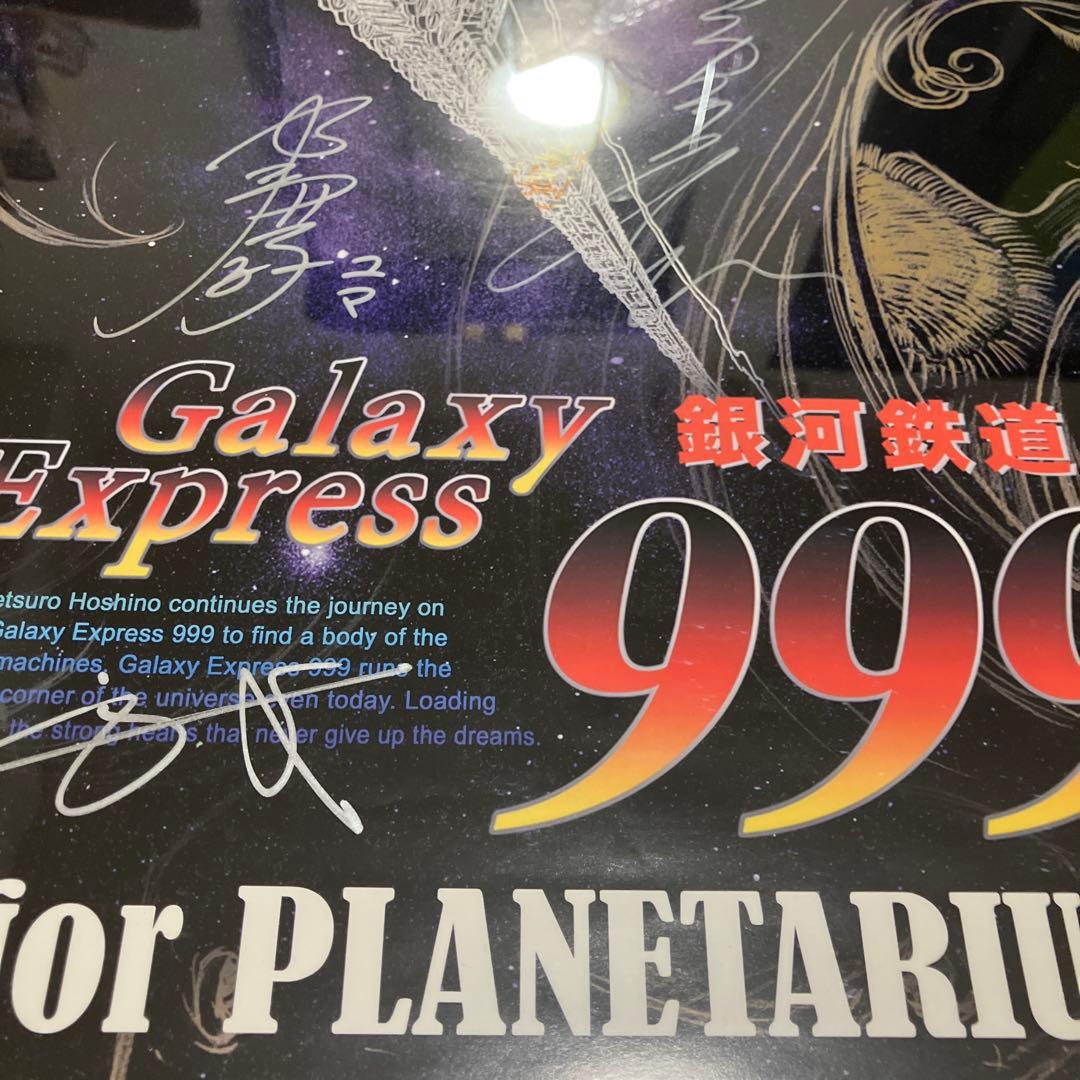 Galaxy
Express
銀河鉄道
999
etsuro Hoshino continues the journey on
Galaxy Express 999 to find a body of the
machines. Galaxy Express 999 runs the
corner of the universe even today. Loading
the strong hearts that never give up the dreams.
for PLANETARIU